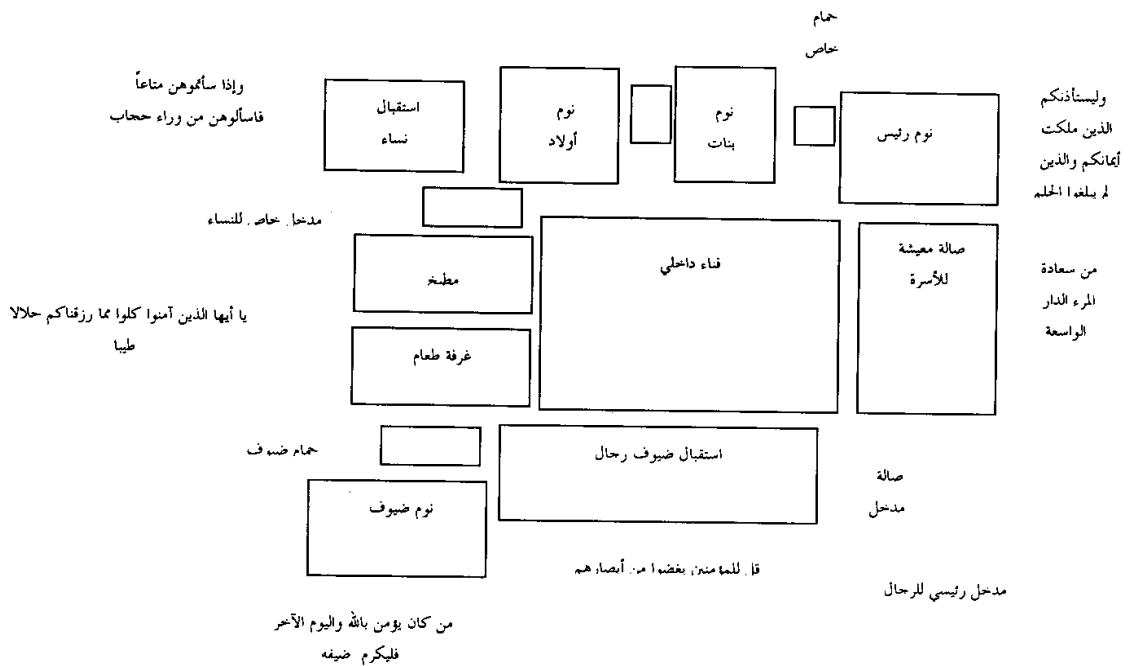 حمام
خاص
وليستأذنكم
الذين ملكت
أيمانكم والذين
لم يبلغوا الحلم
نوم رئيس
نوم
بنات
نوم
أولاد
استقبال
نساء
وإذا سألتموهن متاعاً
فاسألوهن من وراء حجاب
مدخل خاص للنساء
من سعادة
المرء الدار
الواسعة
صالة معيشة
للأسرة
فناء داخلي
مطبخ
غرفة طعام
يا أيها الذين آمنوا كلوا مما رزقناكم حلالا
طيبا
صالة
مدخل
استقبال ضيوف رجال
حمام ضيوف
نوم ضيوف
قل للمؤمنين يغضوا من أبصارهم
مدخل رئيسي للرجال
من كان يؤمن بالله واليوم الآخر
فليكرم ضيفه